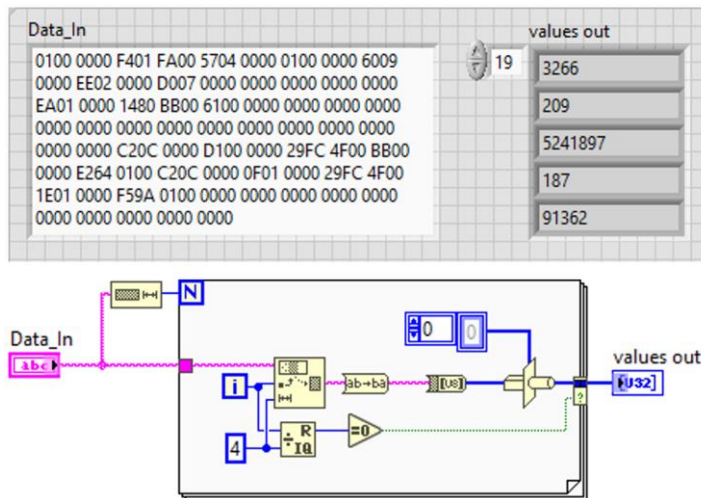 Data_In
0100 0000 F401 FA00 5704 0000 0100 0000 6009
0000 EE02 0000 D007 0000 0000 0000 0000 0000
EA01 0000 1480 BB00 6100 0000 0000 0000 0000
0000 0000 0000 0000 0000 0000 0000 0000 0000
0000 0000 C20C 0000 D100 0000 29FC 4F00 BB00
0000 E264 0100 C20C 0000 0F01 0000 29FC 4F00
1E01 0000 F59A 0100 0000 0000 0000 0000 0000
0000 0000 0000 0000 0000
19
values out
3266
209
5241897
187
91362
N
Data_In
abc
i
4
ab→ba
[U8]
R
IQ
=0
0
0
?
values out
[U32]